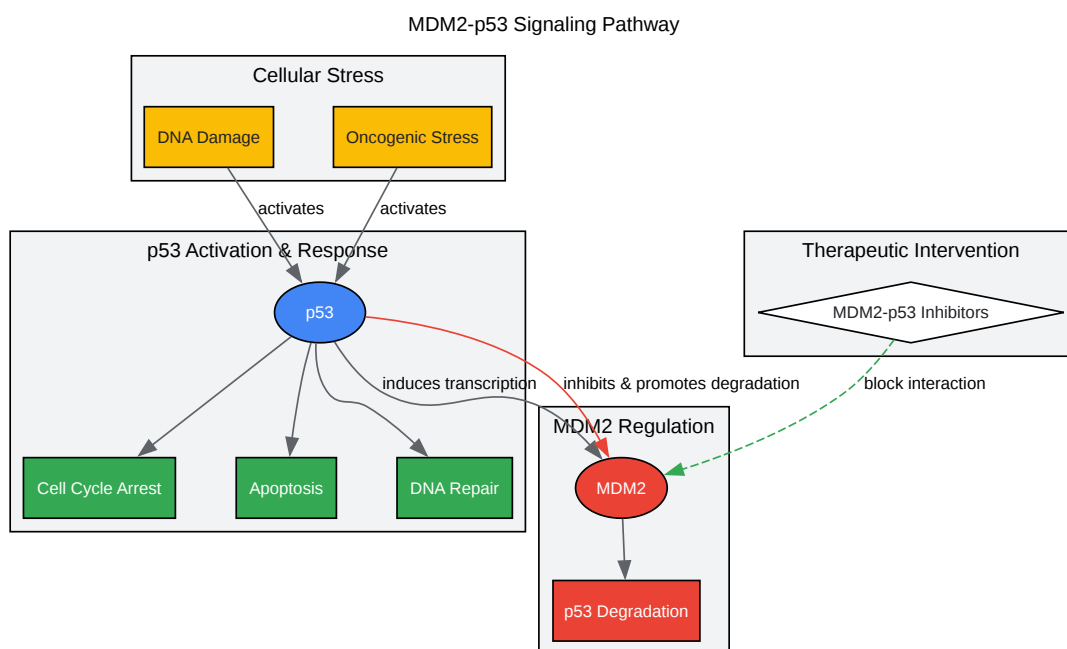 MDM2-p53 Signaling Pathway
Cellular Stress
DNA Damage
Oncogenic Stress
activates
activates
p53 Activation & Response
Therapeutic Intervention
p53
MDM2-p53 Inhibitors
induces transcription
inhibits & promotes degradation
block interaction
MDM2 Regulation
Cell Cycle Arrest
Apoptosis
DNA Repair
MDM2
p53 Degradation